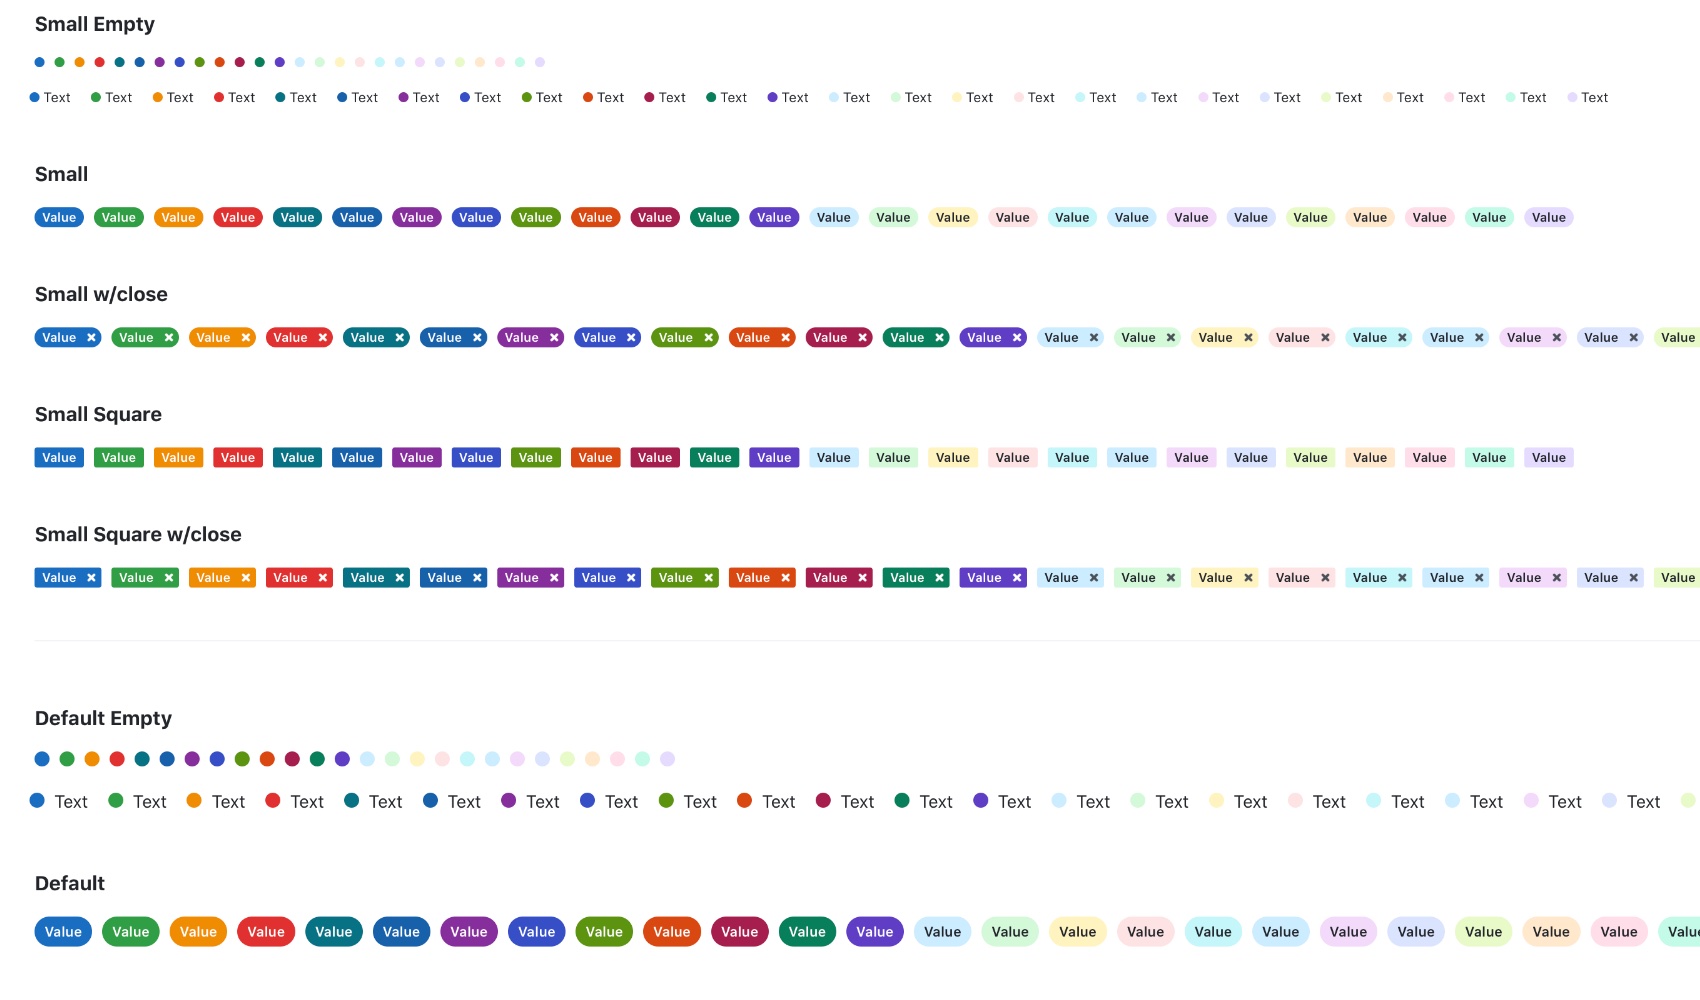 Small Empty
Text Text Text Text Text Text Text Text Text Text Text Text Text Text Text Text Text Text Text Text Text Text Text Text Text Text
Small
Value Value Value Value Value Value Value Value Value Value Value Value Value Value Value Value Value Value Value Value Value Value Value Value Value Value
Small w/close
Value Value Value Value Value Value Value Value Value Value Value Value Value Value Value Value Value Value Value Value Value Value
Small Square
Value Value Value Value Value Value Value Value Value Value Value Value Value Value Value Value Value Value Value Value Value Value Value Value Value Value
Small Square w/close
Value Value Value Value Value Value Value Value Value Value Value Value Value Value Value Value Value Value Value Value Value Value
Default Empty
Text Text Text Text Text Text Text Text Text Text Text Text Text Text Text Text Text Text Text Text Text
Default
Value Value Value Value Value Value Value Value Value Value Value Value Value Value Value Value Value Value Value Value Value Value Value Value Value